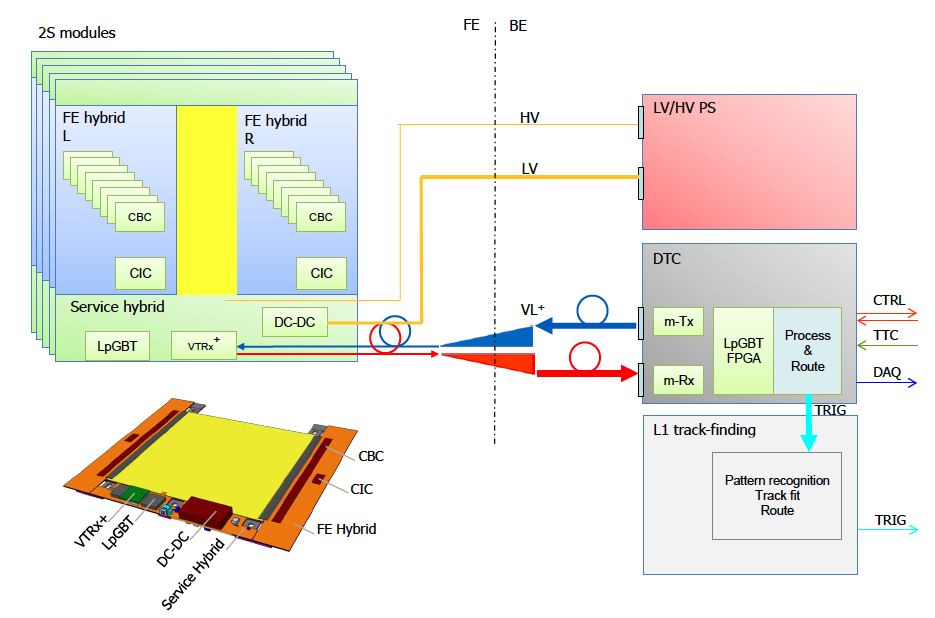 2S modules
FE
BE
FE hybrid
L
FE hybrid
R
CBC
CBC
CIC
CIC
Service hybrid
DC-DC
LpGBT
VTRx+
HV
LV
VL+
LV/HV PS
DTC
m-Tx
m-Rx
LpGBT
FPGA
Process
&
Route
CTRL
TTC
DAQ
TRIG
L1 track-finding
Pattern recognition
Track fit
Route
TRIG
CBC
CIC
FE Hybrid
VTRx+
LpGBT
DC-DC
Service Hybrid